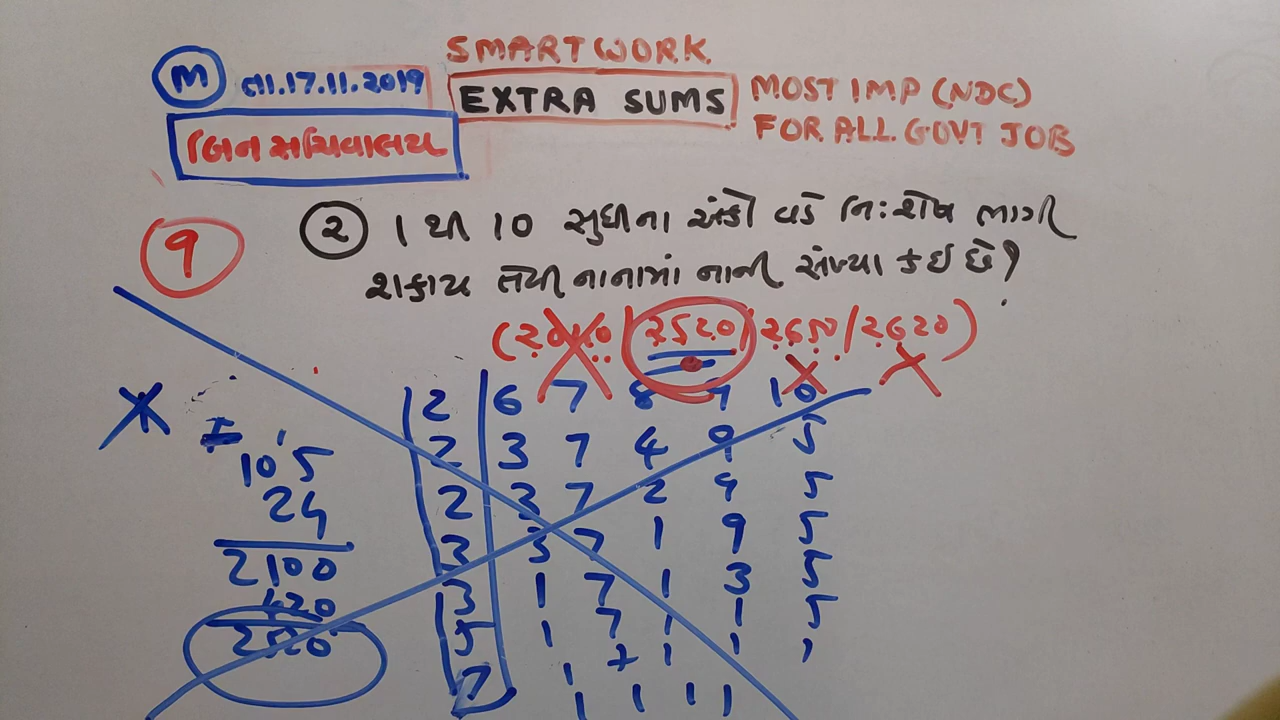 SMARTWORK
M તા.17.11.2019
EXTRA SUMS
MOST IMP (NDC)
FOR ALL GOVT JOB
બિન સચિવાલય
9
૨ 1 થી 10 સુધીના અંકો વડે નિઃશેષ ભાગી
શકાય તેવી નાનામાં નાની સંખ્યા કઈ છે?
/ 2520 / / 2620 )
2 6 7 8 9 10
2 3 7 4 9 5
2 3 7 2 9 5
3 3 7 1 9 5
3 1 7 1 3 5
5 1 7 1 1 5
7 1 7 1 1 1
1 1 1 1
105
24
2100
420
2520